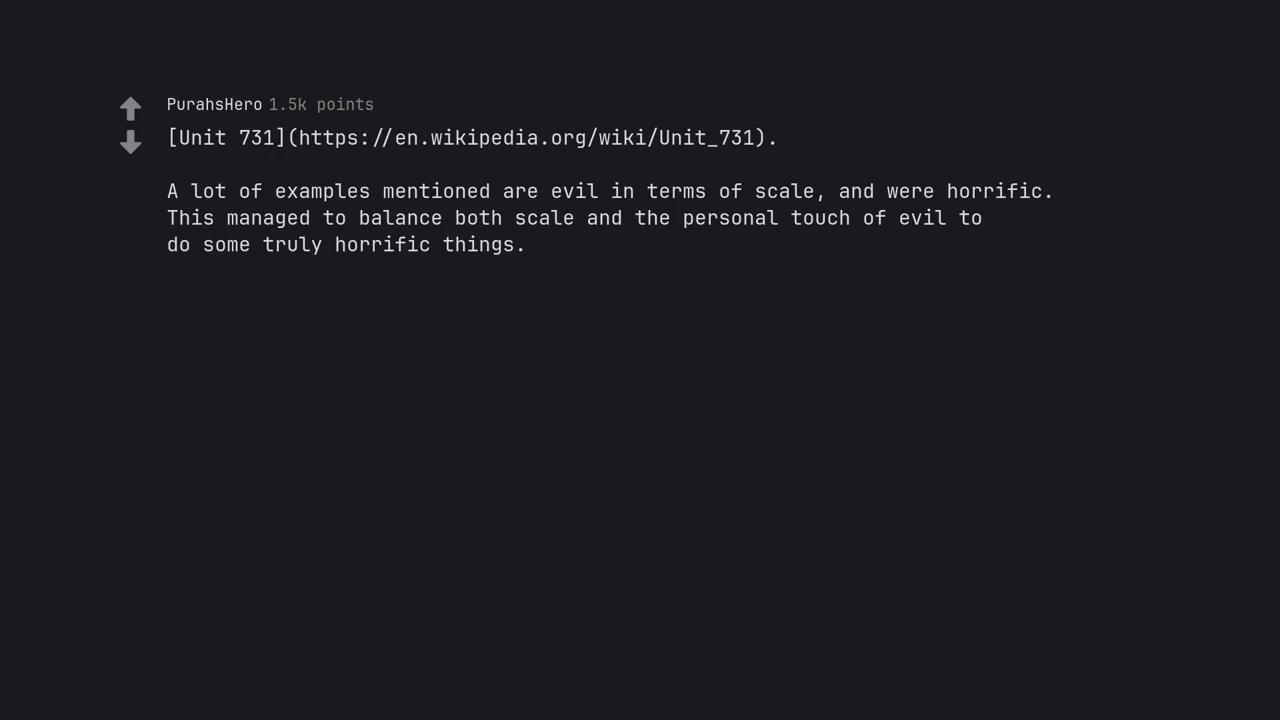 PurahsHero 1.5k points
[Unit 731](https://en.wikipedia.org/wiki/Unit_731).
A lot of examples mentioned are evil in terms of scale, and were horrific.
This managed to balance both scale and the personal touch of evil to
do some truly horrific things.